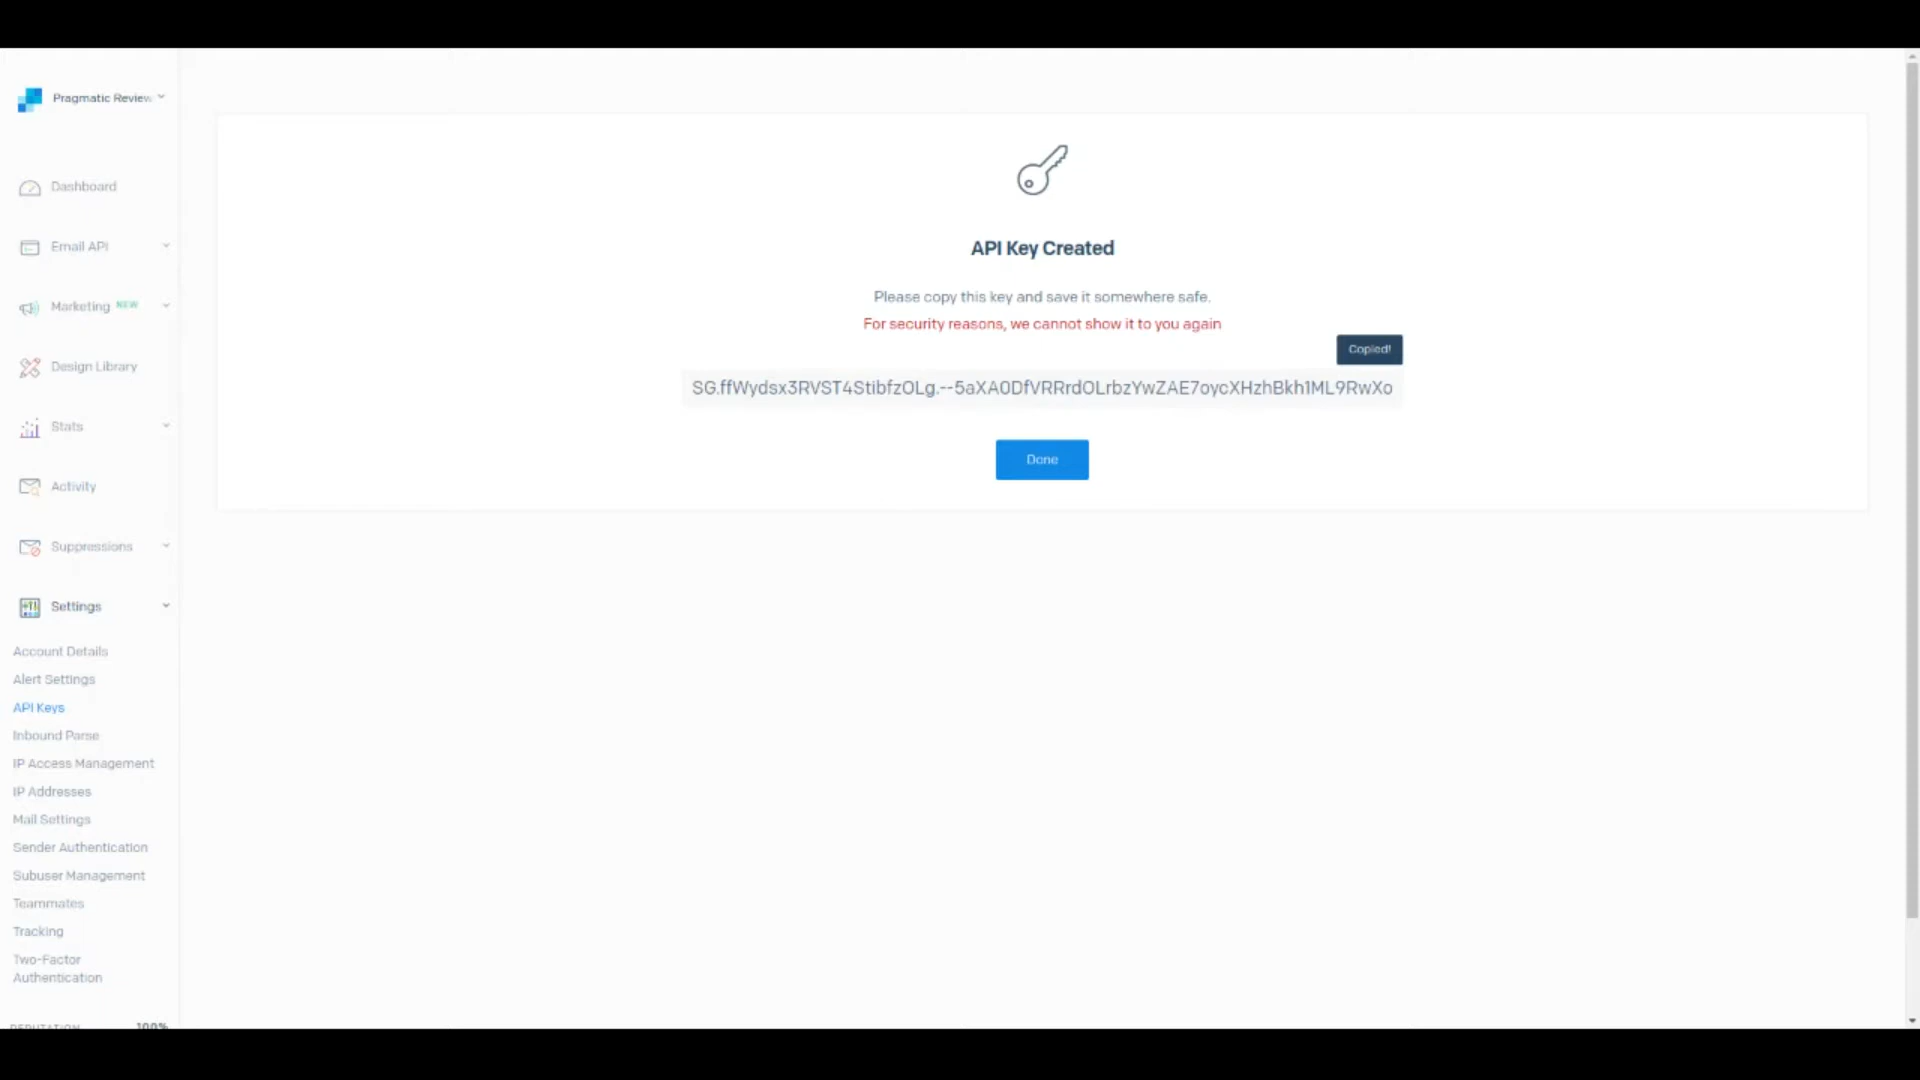 Pragmatic Review
Dashboard
Email API
Marketing NEW
Design Library
Stats
Activity
Suppressions
Settings
Account Details
Alert Settings
API Keys
Inbound Parse
IP Access Management
IP Addresses
Mail Settings
Sender Authentication
Subuser Management
Teammates
Tracking
Two-Factor
Authentication
REPUTATION 100%
API Key Created
Please copy this key and save it somewhere safe.
For security reasons, we cannot show it to you again
Copied!
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
Done